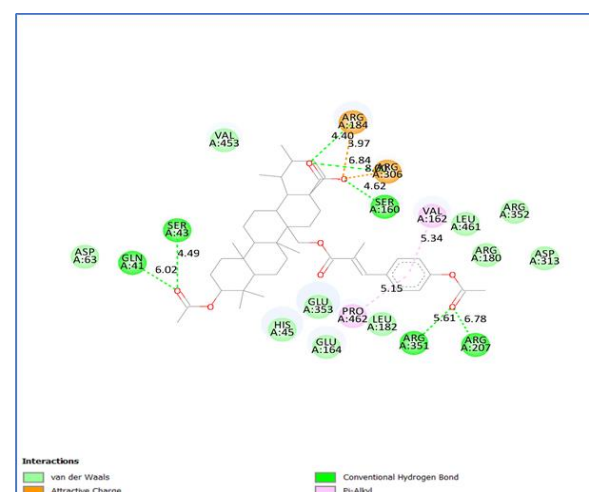 ARG
A:184
4.40
3.97
VAL
A:453
6.84
ARG
A:306
4.62
SER
A:160
VAL
A:162
ARG
A:352
LEU
A:461
SER
A:43
4.49
5.34
ASP
A:63
GLN
A:41
6.02
ARG
A:180
ASP
A:313
O
O
O
O
O
O
O
O
GLU
A:353
5.15
PRO
A:462
LEU
A:182
HIS
A:45
GLU
A:164
5.61
6.78
ARG
A:351
ARG
A:207
Interactions
van der Waals
Conventional Hydrogen Bond
Attractive Charge
Pi-Alkyl